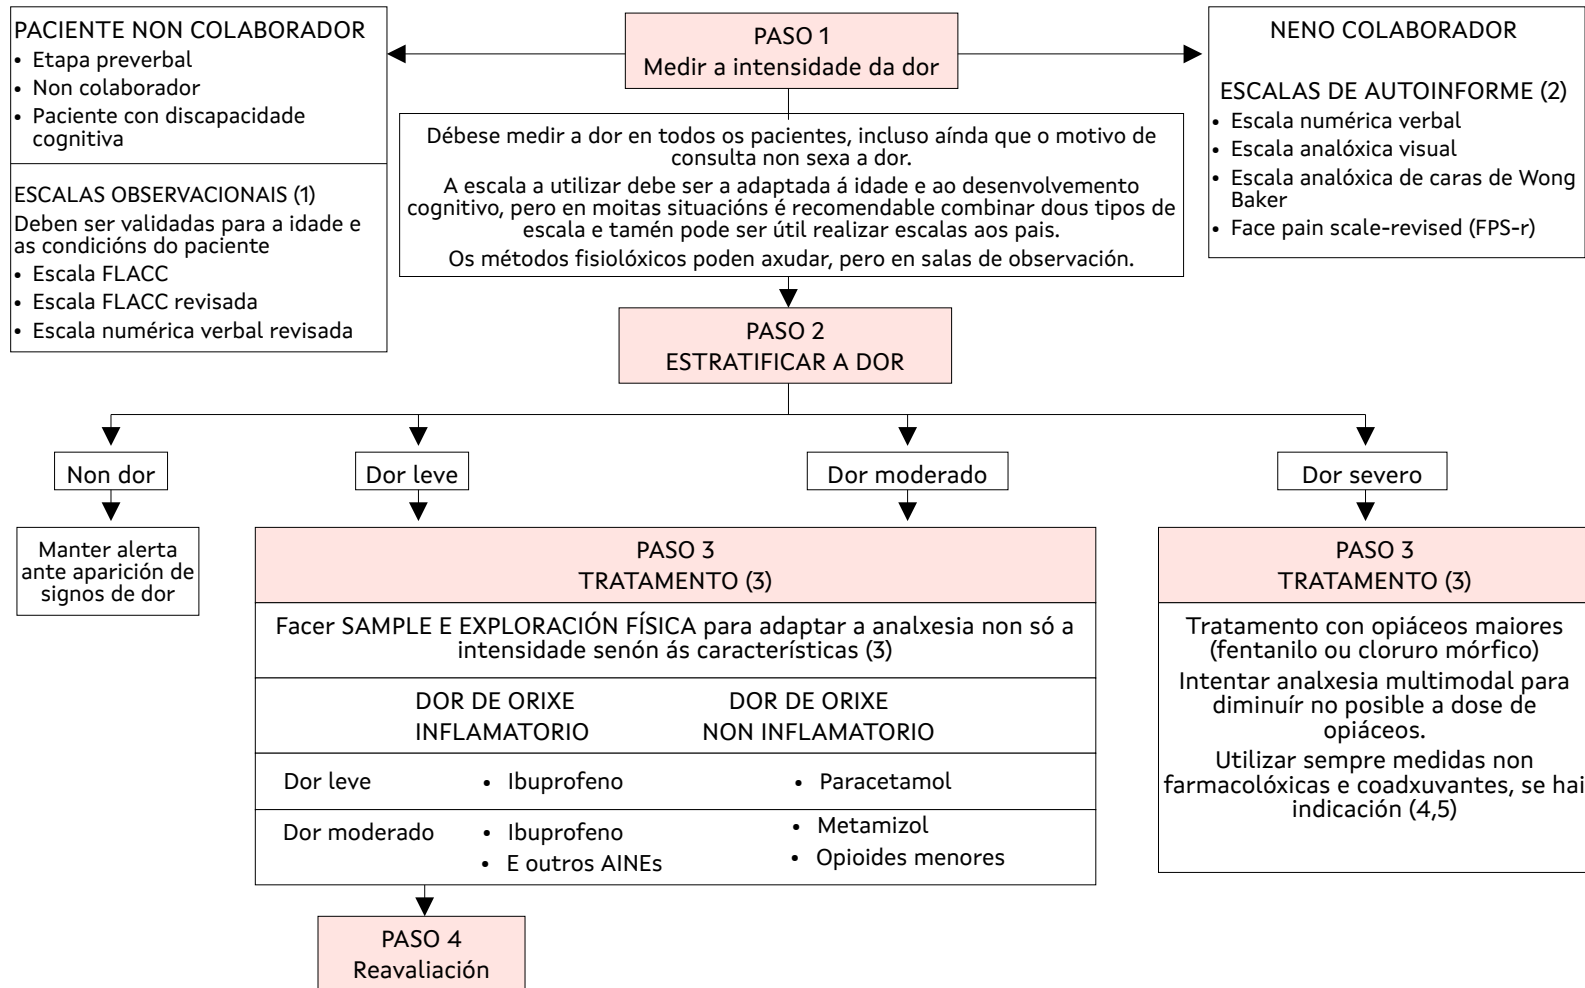 PACIENTE NON COLABORADOR
• Etapa preverbal
• Non colaborador
• Paciente con discapacidade
cognitiva
ESCALAS OBSERVACIONAIS (1)
Deben ser validadas para a idade e
as condicións do paciente
• Escala FLACC
• Escala FLACC revisada
• Escala numérica verbal revisada
PASO 1
Medir a intensidade da dor
Débese medir a dor en todos os pacientes, incluso aínda que o motivo de
consulta non sexa a dor.
A escala a utilizar debe ser a adaptada á idade e ao desenvolvemento
cognitivo, pero en moitas situacións é recomendable combinar dous tipos de
escala e tamén pode ser útil realizar escalas aos pais.
Os métodos fisiolóxicos poden axudar, pero en salas de observación.
NENO COLABORADOR
ESCALAS DE AUTOINFORME (2)
• Escala numérica verbal
• Escala analóxica visual
• Escala analóxica de caras de Wong
Baker
• Face pain scale-revised (FPS-r)
PASO 2
ESTRATIFICAR A DOR
Non dor
Dor leve
Dor moderado
Dor severo
Manter alerta
ante aparición de
signos de dor
PASO 3
TRATAMENTO (3)
Facer SAMPLE E EXPLORACIÓN FÍSICA para adaptar a analxesia non só a
intensidade senón ás características (3)
DOR DE ORIXE
INFLAMATORIO
DOR DE ORIXE
NON INFLAMATORIO
Dor leve
• Ibuprofeno
• Paracetamol
Dor moderado
• Ibuprofeno
• E outros AINEs
• Metamizol
• Opioides menores
PASO 3
TRATAMENTO (3)
Tratamento con opiáceos maiores
(fentanilo ou cloruro mórfico)
Intentar analxesia multimodal para
diminuír no posible a dose de
opiáceos.
Utilizar sempre medidas non
farmacolóxicas e coadxuvantes, se hai
indicación (4,5)
PASO 4
Reavaliación